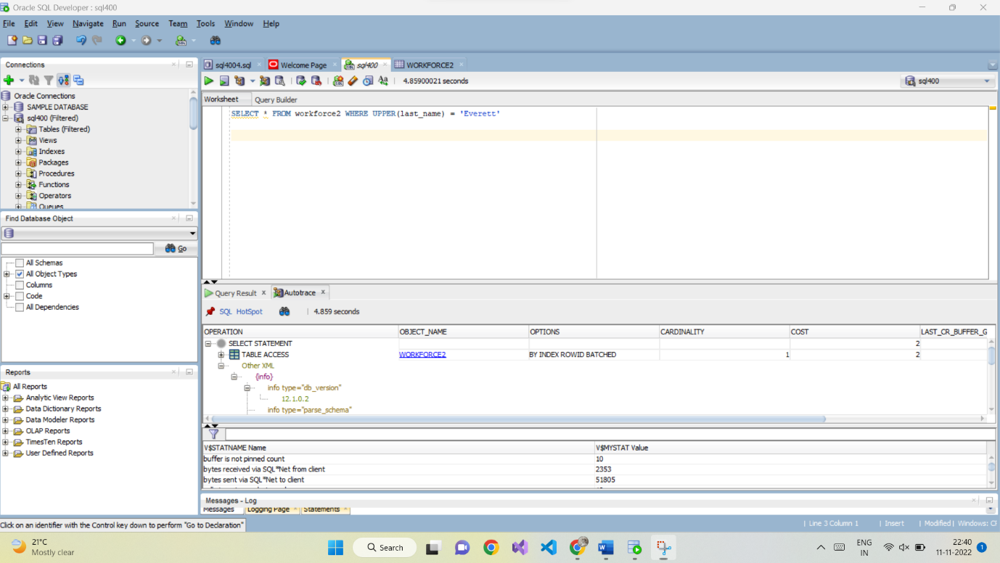 Oracle SQL Developer : sql400
File Edit View Navigate Run Source Team Tools Window Help
Connections
Oracle Connections
SAMPLE DATABASE
sql400 (Filtered)
Tables (Filtered)
Views
Indexes
Packages
Procedures
Functions
Operators
Queues
Find Database Object
Go
All Schemas
All Object Types
Columns
Code
All Dependencies
Reports
All Reports
Analytic View Reports
Data Dictionary Reports
Data Modeler Reports
OLAP Reports
TimesTen Reports
User Defined Reports
sql4004.sql Welcome Page sql400 WORKFORCE2
4.85900021 seconds sql400
Worksheet Query Builder
SELECT * FROM workforce2 WHERE UPPER(last_name) = 'Everett'
Query Result Autotrace
SQL HotSpot 4.859 seconds
OPERATION OBJECT_NAME OPTIONS CARDINALITY COST LAST_CR_BUFFER_G
SELECT STATEMENT 2
TABLE ACCESS WORKFORCE2 BY INDEX ROWID BATCHED 1 2
Other XML
{info}
info type="db_version"
12.1.0.2
info type="parse_schema"
V$STATNAME Name V$MYSTAT Value
buffer is not pinned count 10
bytes received via SQL*Net from client 2353
bytes sent via SQL*Net to client 51805
Messages - Log
Messages Logging Page Statements
Click on an identifier with the Control key down to perform "Go to Declaration" | Line 3 Column 1 | Insert | Modified | Windows: CF
21°C
Mostly clear
Search
ENG
IN
22:40
11-11-2022
1